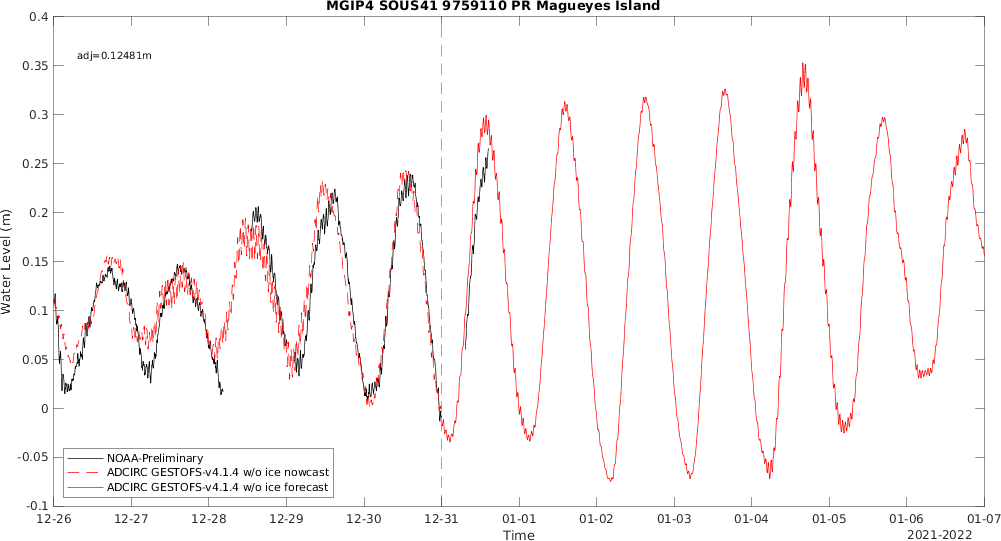 MGIP4 SOUS41 9759110 PR Magueyes Island
adj=0.12481m
0.4
0.35
0.3
0.25
0.2
0.15
0.1
0.05
0
-0.05
-0.1
Water Level (m)
NOAA-Preliminary
ADCIRC GESTOFS-v4.1.4 w/o ice nowcast
ADCIRC GESTOFS-v4.1.4 w/o ice forecast
12-26 12-27 12-28 12-29 12-30 12-31 01-01 01-02 01-03 01-04 01-05 01-06 01-07
Time
2021-2022